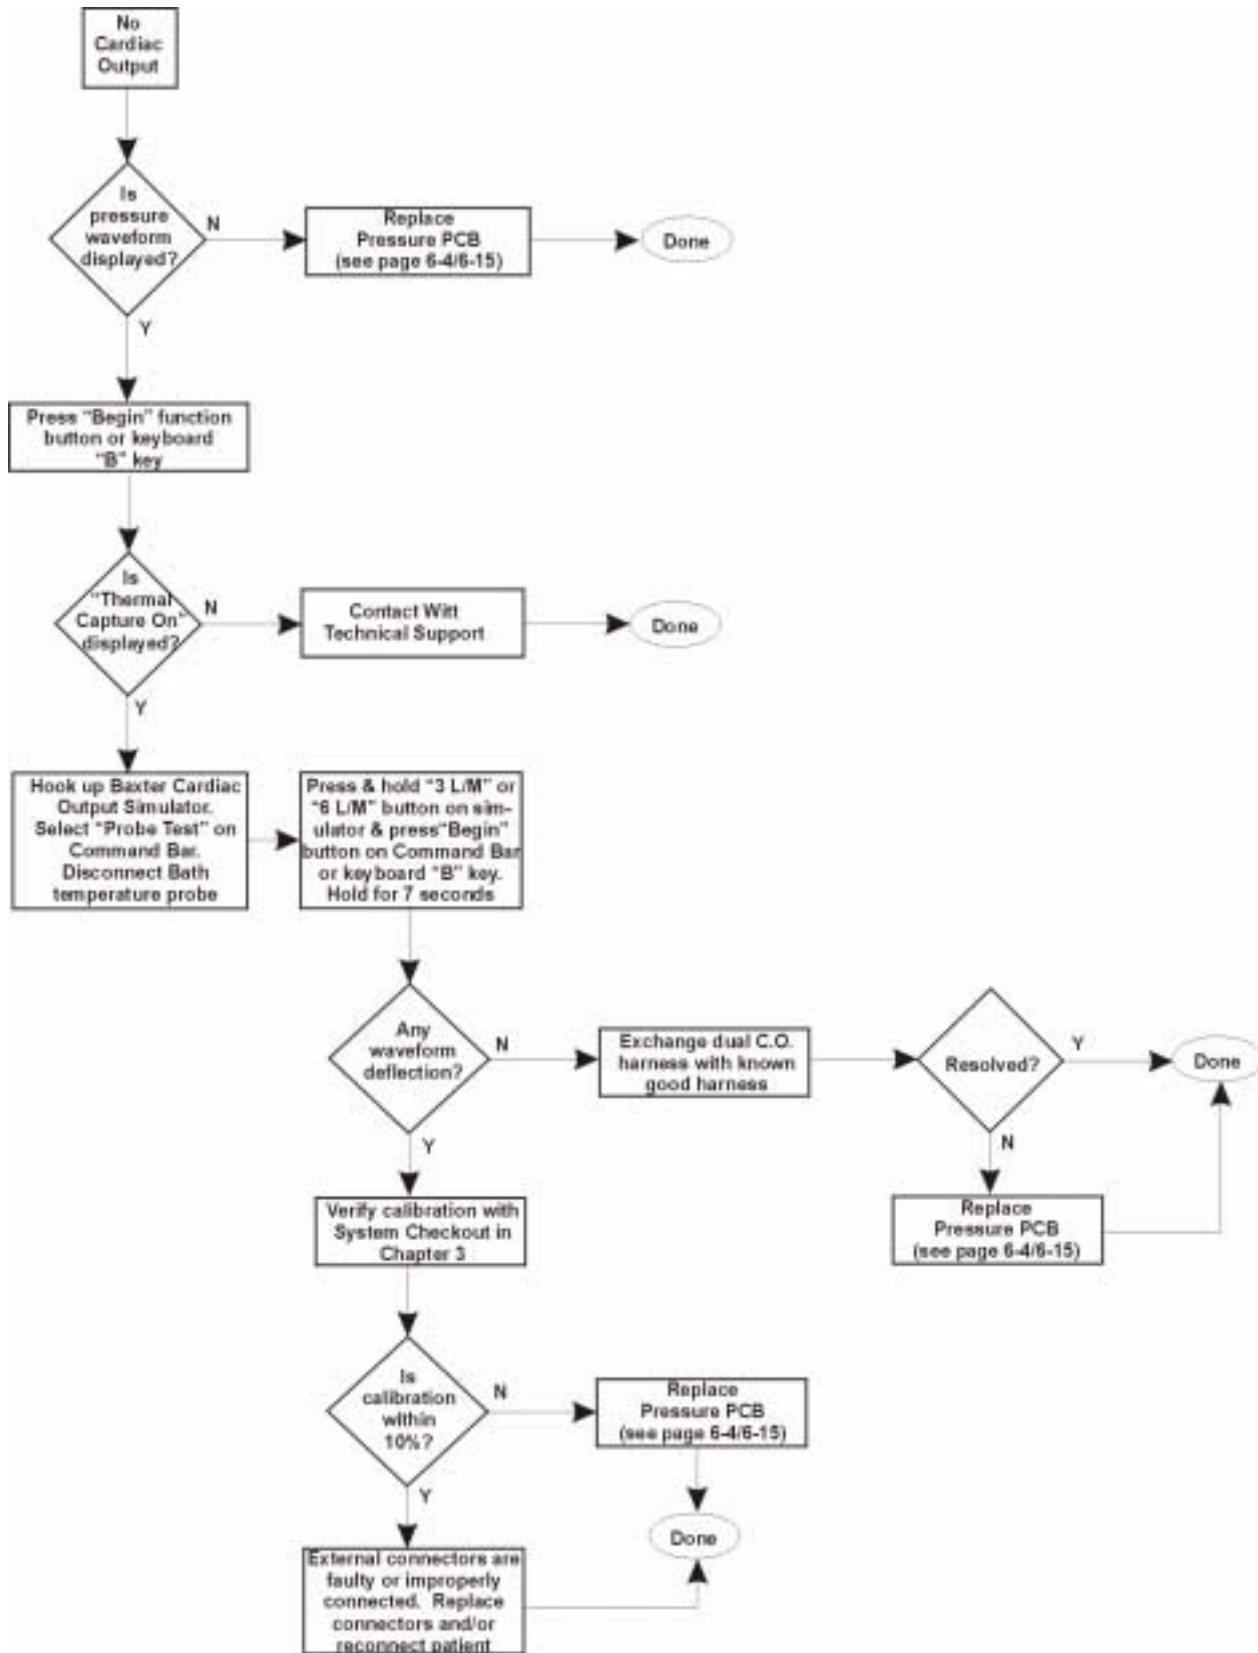 No
Cardiac
Output
Is
pressure
waveform
displayed?
N
Replace
Pressure PCB
(see page 6-4/6-15)
Done
Y
Press “Begin” function
button or keyboard
“B” key
Is
“Thermal
Capture On”
displayed?
N
Contact Witt
Technical Support
Done
Y
Hook up Baxter Cardiac
Output Simulator.
Select “Probe Test” on
Command Bar.
Disconnect Bath
temperature probe
Press & hold “3 L/M” or
“6 L/M” button on sim-
ulator & press“Begin”
button on Command Bar
or keyboard “B” key.
Hold for 7 seconds
Any
waveform
deflection?
N
Exchange dual C.O.
harness with known
good harness
Resolved?
Y
Done
N
Replace
Pressure PCB
(see page 6-4/6-15)
Y
Verify calibration with
System Checkout in
Chapter 3
Is
calibration
within
10%?
N
Replace
Pressure PCB
(see page 6-4/6-15)
Done
Y
External connectors are
faulty or improperly
connected. Replace
connectors and/or
reconnect patient